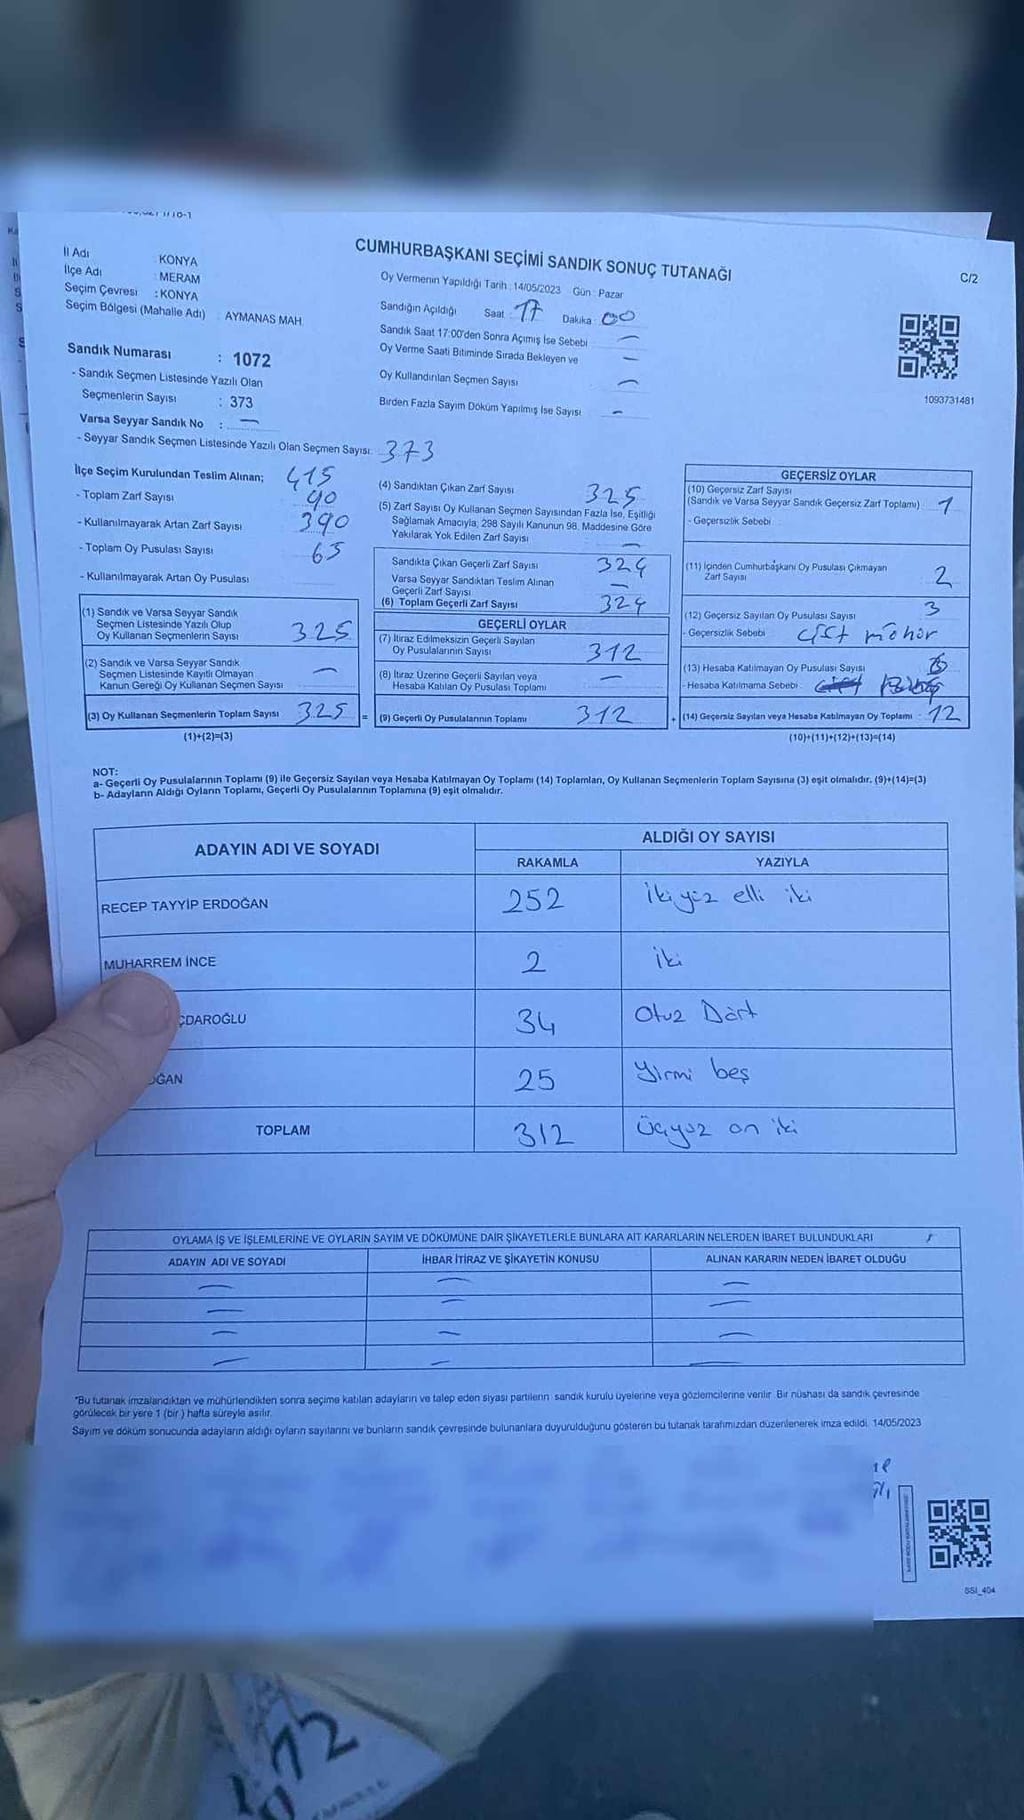 CUMHURBAŞKANI SEÇİMİ SANDIK SONUÇ TUTANAĞI
C/2
İl Adı : KONYA
İlçe Adı : MERAM
Seçim Çevresi : KONYA
Seçim Bölgesi (Mahalle Adı) AYMANAS MAH.
Sandık Numarası : 1072
- Sandık Seçmen Listesinde Yazılı Olan
Seçmenlerin Sayısı : 373
Varsa Seyyar Sandık No : —
- Seyyar Sandık Seçmen Listesinde Yazılı Olan Seçmen Sayısı: 373
Oy Vermenin Yapıldığı Tarih : 14/05/2023 Gün : Pazar
Sandığın Açıldığı Saat 17 Dakika : 00
Sandık Saat 17:00'den Sonra Açımış İse Sebebi —
Oy Verme Saati Bitiminde Sırada Bekleyen ve —
Oy Kullandırılan Seçmen Sayısı —
Birden Fazla Sayım Döküm Yapılmış İse Sayısı -
1093731481
İlçe Seçim Kurulundan Teslim Alınan; 415
- Toplam Zarf Sayısı 90
- Kullanılmayarak Artan Zarf Sayısı 390
- Toplam Oy Pusulası Sayısı 65
- Kullanılmayarak Artan Oy Pusulası
(1) Sandık ve Varsa Seyyar Sandık
Seçmen Listesinde Yazılı Olup
Oy Kullanan Seçmenlerin Sayısı 325
(2) Sandık ve Varsa Seyyar Sandık
Seçmen Listesinde Kayıtlı Olmayan
Kanun Gereği Oy Kullanan Seçmen Sayısı —
(3) Oy Kullanan Seçmenlerin Toplam Sayısı 325 =
(1)+(2)=(3)
(4) Sandıktan Çıkan Zarf Sayısı 325
(5) Zarf Sayısı Oy Kullanan Seçmen Sayısından Fazla İse, Eşitliği
Sağlamak Amacıyla, 298 Sayılı Kanunun 98. Maddesine Göre
Yakılarak Yok Edilen Zarf Sayısı —
Sandıkta Çıkan Geçerli Zarf Sayısı 324
Varsa Seyyar Sandıktan Teslim Alınan
Geçerli Zarf Sayısı —
(6) Toplam Geçerli Zarf Sayısı 324
GEÇERLİ OYLAR
(7) İtiraz Edilmeksizin Geçerli Sayılan
Oy Pusulalarının Sayısı 312
(8) İtiraz Üzerine Geçerli Sayılan veya
Hesaba Katılan Oy Pusulası Toplamı —
(9) Geçerli Oy Pusulalarının Toplamı 312 +
GEÇERSİZ OYLAR
(10) Geçersiz Zarf Sayısı
(Sandık ve Varsa Seyyar Sandık Geçersiz Zarf Toplamı) 1
- Geçersizlik Sebebi
(11) İçinden Cumhurbaşkanı Oy Pusulası Çıkmayan
Zarf Sayısı 2
(12) Geçersiz Sayılan Oy Pusulası Sayısı 3
- Geçersizlik Sebebi çift mühür
(13) Hesaba Katılmayan Oy Pusulası Sayısı
- Hesaba Katılmama Sebebi
(14) Geçersiz Sayılan veya Hesaba Katılmayan Oy Toplamı : 12
(10)+(11)+(12)+(13)=(14)
NOT:
a- Geçerli Oy Pusulalarının Toplamı (9) ile Geçersiz Sayılan veya Hesaba Katılmayan Oy Toplamı (14) Toplamları, Oy Kullanan Seçmenlerin Toplam Sayısına (3) eşit olmalıdır. (9)+(14)=(3)
b- Adayların Aldığı Oyların Toplamı, Geçerli Oy Pusulalarının Toplamına (9) eşit olmalıdır.
ADAYIN ADI VE SOYADI ALDIĞI OY SAYISI
RAKAMLA YAZIYLA
RECEP TAYYİP ERDOĞAN 252 İkiyüz elli iki
MUHARREM İNCE 2 iki
ÇDAROĞLU 34 Otuz Dört
OĞAN 25 Yirmi beş
TOPLAM 312 Üçyüz on iki
OYLAMA İŞ VE İŞLEMLERİNE VE OYLARIN SAYIM VE DÖKÜMÜNE DAİR ŞİKAYETLERLE BUNLARA AİT KARARLARIN NELERDEN İBARET BULUNDUKLARI
ADAYIN ADI VE SOYADI İHBAR İTİRAZ VE ŞİKAYETİN KONUSU ALINAN KARARIN NEDEN İBARET OLDUĞU
— — —
— — —
— — —
— — —
*Bu tutanak imzalandıktan ve mühürlendikten sonra seçime katılan adayların ve talep eden siyasi partilerin sandık kurulu üyelerine veya gözlemcilerine verilir. Bir nüshası da sandık çevresinde
görülecek bir yere 1 (bir) hafta süreyle asılır.
Sayım ve döküm sonucunda adayların aldığı oyların sayılarını ve bunların sandık çevresinde bulunanlara duyurulduğunu gösteren bu tutanak tarafımızdan düzenlenerek imza edildi. 14/05/2023
SSI_404